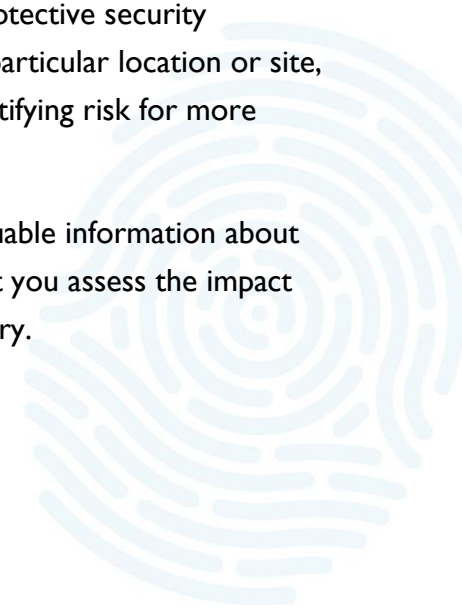 otective security
articular location or site,
tifying risk for more
uable information about
t you assess the impact
ry.